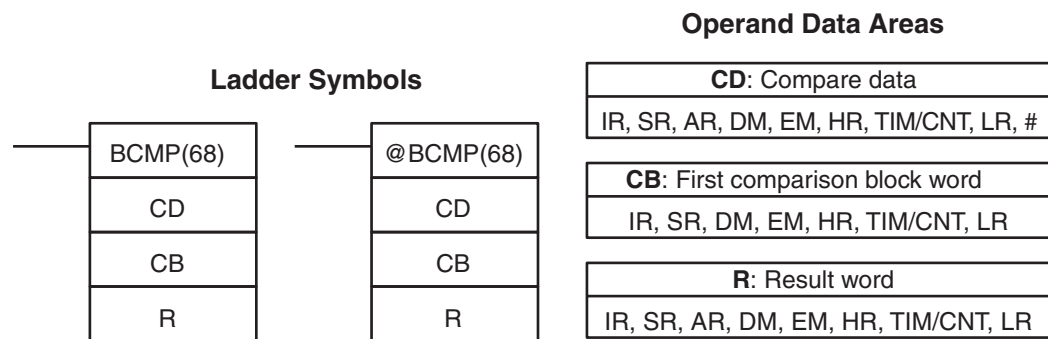 Ladder Symbols
BCMP(68)
CD
CB
R
@BCMP(68)
CD
CB
R
Operand Data Areas
CD: Compare data
IR, SR, AR, DM, EM, HR, TIM/CNT, LR, #
CB: First comparison block word
IR, SR, DM, EM, HR, TIM/CNT, LR
R: Result word
IR, SR, AR, DM, EM, HR, TIM/CNT, LR